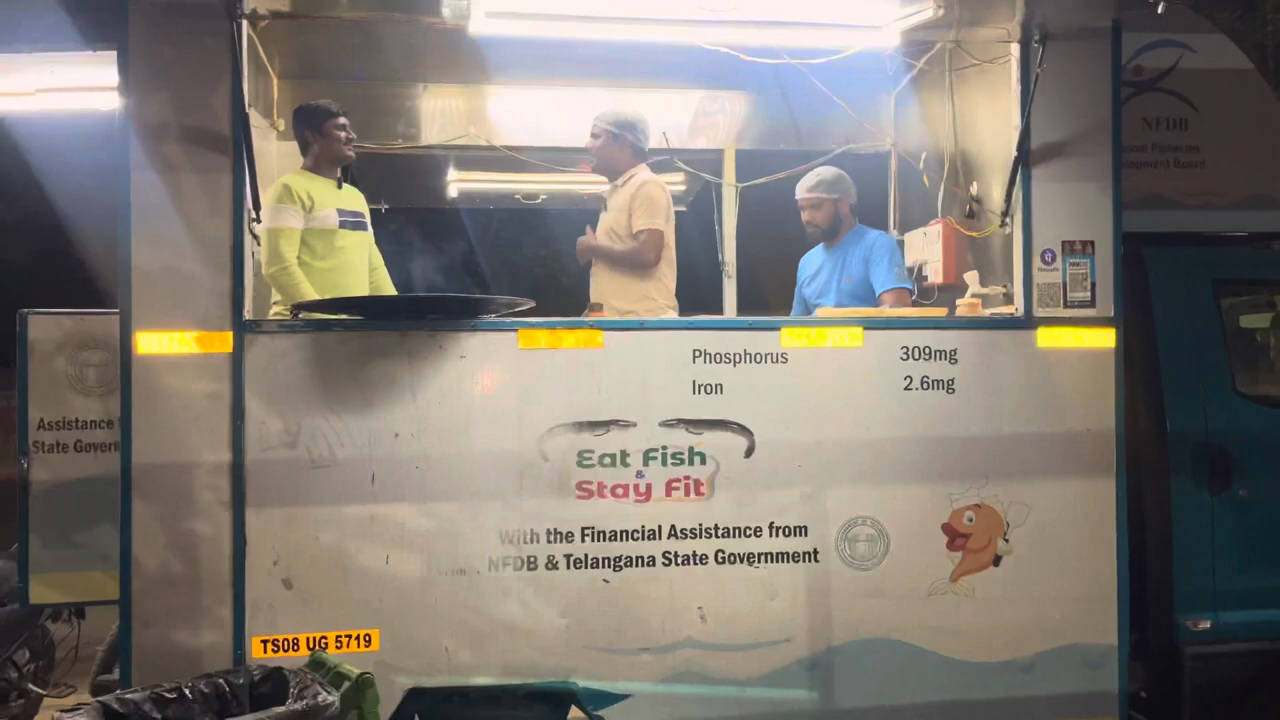 NFDB
Assistance
State Govern
Phosphorus 309mg
Iron 2.6mg
Eat Fish
&
Stay Fit
With the Financial Assistance from
NFDB & Telangana State Government
TS08 UG 5719